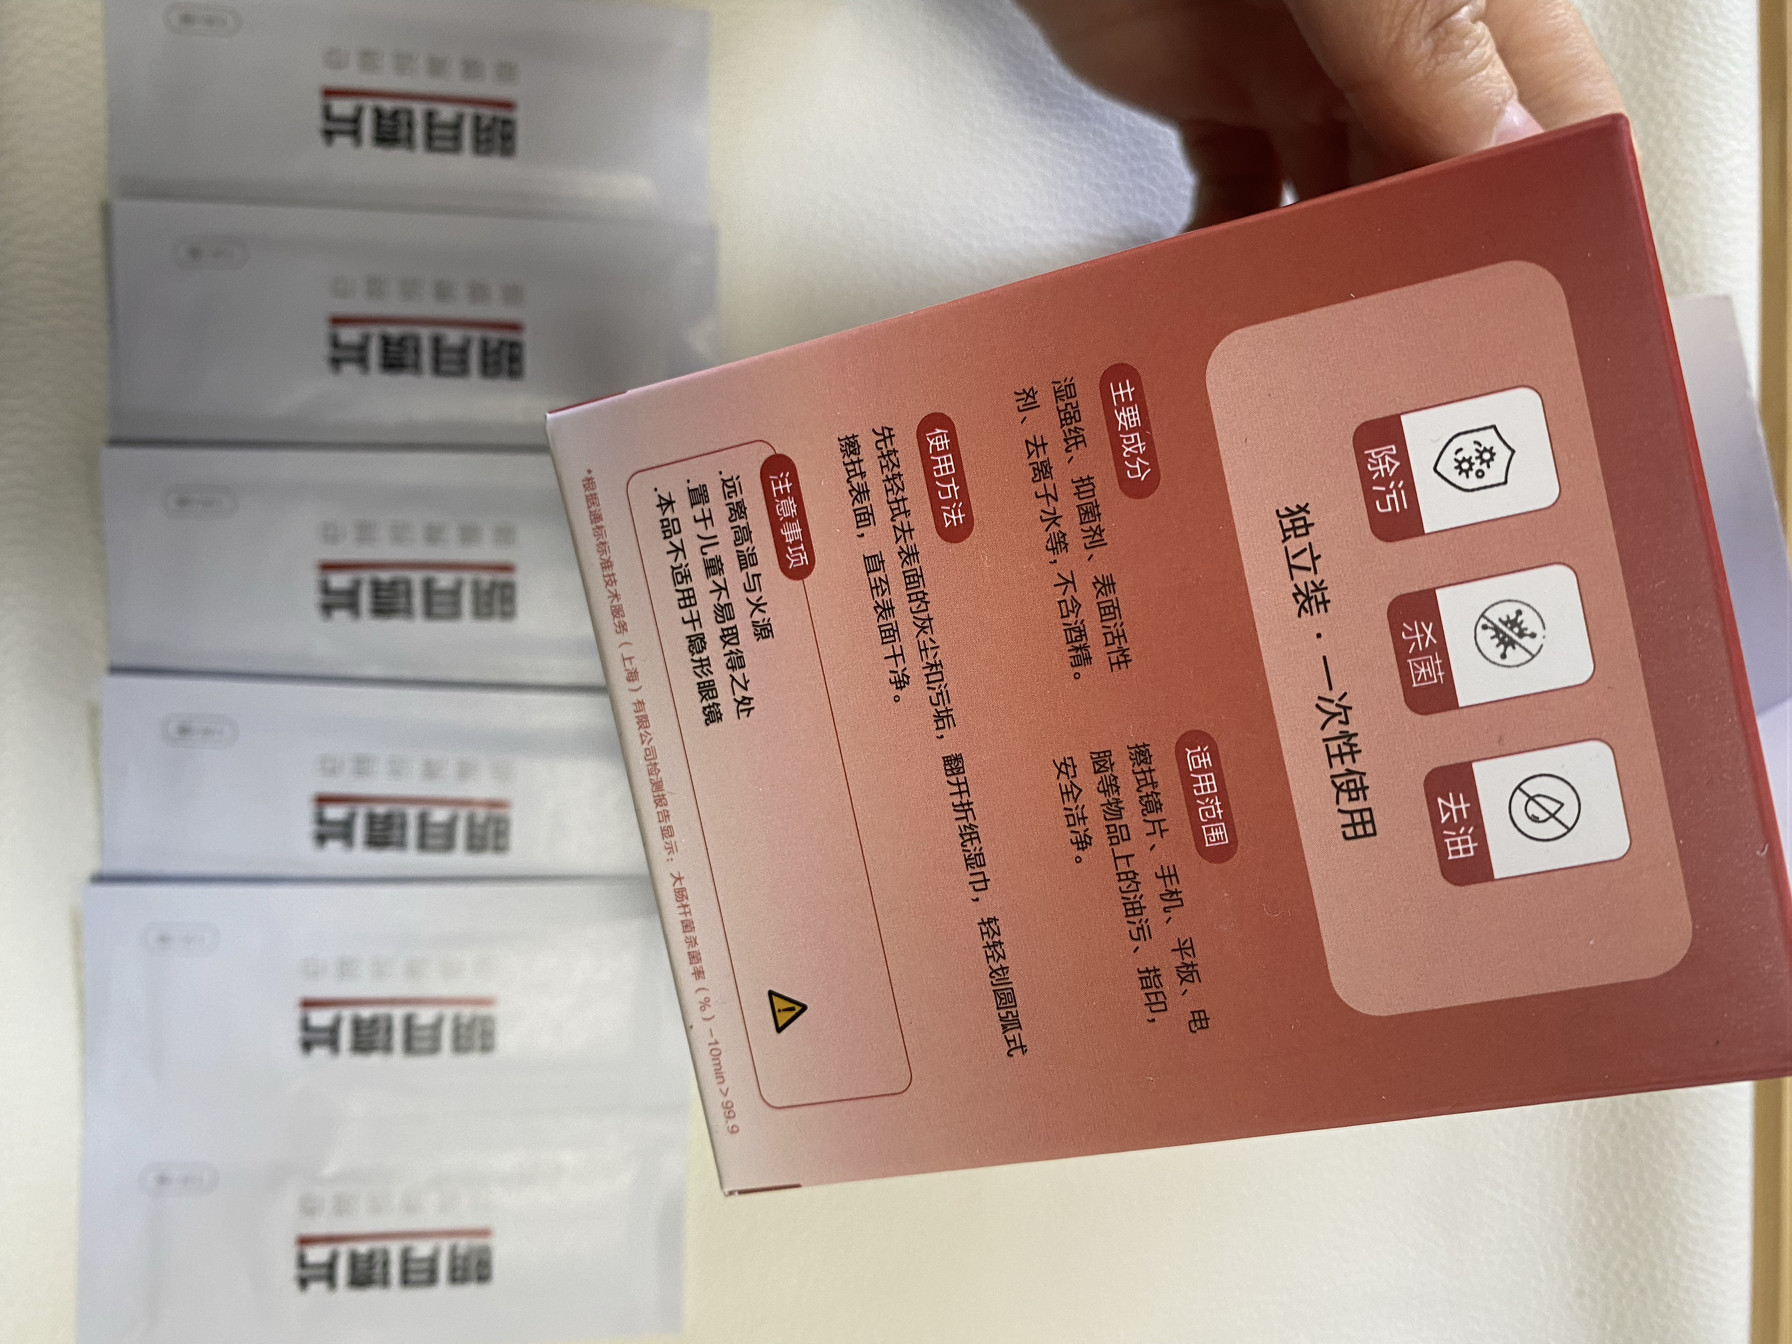 除污
杀菌
去油
独立装·一次性使用
主要成分
湿强纸、抑菌剂、表面活性
剂、去离子水等，不含酒精。
适用范围
擦拭镜片、手机、平板、电
脑等物品上的油污、指印，
安全洁净。
使用方法
先轻轻拭去表面的灰尘和污垢，翻开折纸湿巾，轻轻划圆弧式
擦拭表面，直至表面干净。
注意事项
.远离高温与火源
.置于儿童不易取得之处
.本品不适用于隐形眼镜
*根据通标标准技术服务（上海）有限公司检测报告显示：大肠杆菌杀菌率（%）-10min>99.9